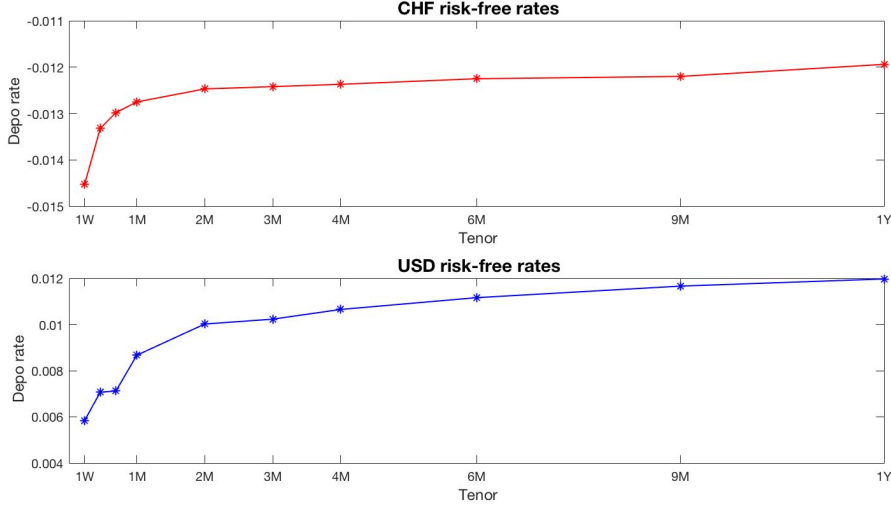 CHF risk-free rates
-0.011
-0.012
-0.013
-0.014
-0.015
Depo rate
1W 1M 2M 3M 4M 6M 9M 1Y
Tenor
USD risk-free rates
0.012
0.01
0.008
0.006
0.004
Depo rate
1W 1M 2M 3M 4M 6M 9M 1Y
Tenor